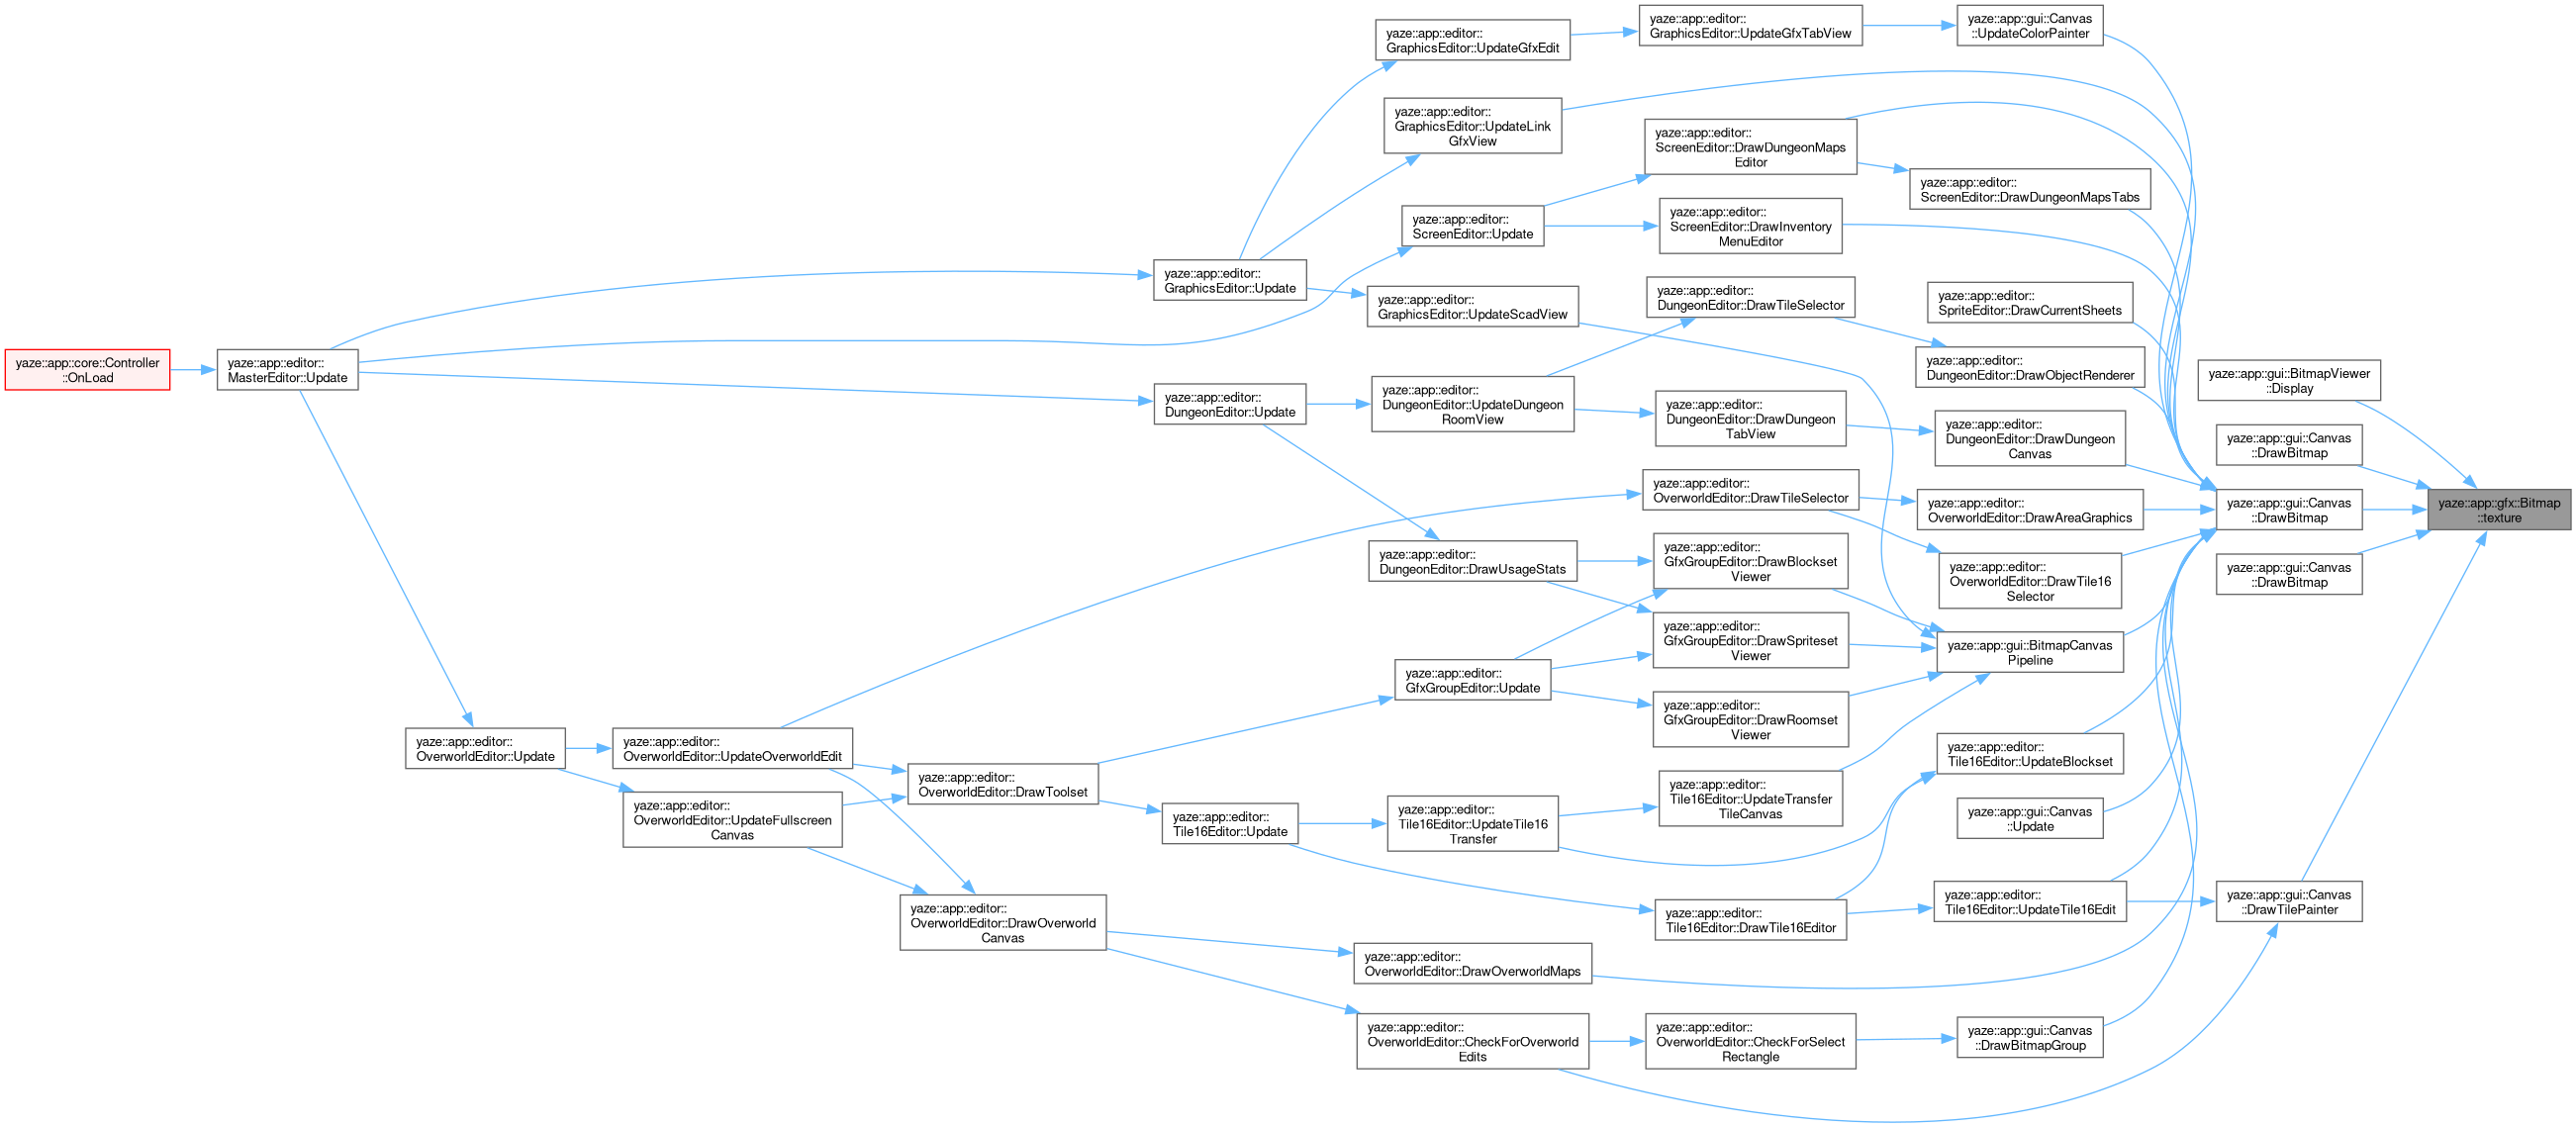 yaze::app::core::Controller
::OnLoad
yaze::app::editor::
MasterEditor::Update
yaze::app::editor::
OverworldEditor::Update
yaze::app::editor::
OverworldEditor::UpdateOverworldEdit
yaze::app::editor::
OverworldEditor::UpdateFullscreen
Canvas
yaze::app::editor::
OverworldEditor::DrawToolset
yaze::app::editor::
OverworldEditor::DrawOverworld
Canvas
yaze::app::editor::
GraphicsEditor::Update
yaze::app::editor::
DungeonEditor::Update
yaze::app::editor::
Tile16Editor::Update
yaze::app::editor::
GraphicsEditor::UpdateGfxEdit
yaze::app::editor::
GraphicsEditor::UpdateLink
GfxView
yaze::app::editor::
ScreenEditor::Update
yaze::app::editor::
GraphicsEditor::UpdateScadView
yaze::app::editor::
DungeonEditor::UpdateDungeon
RoomView
yaze::app::editor::
DungeonEditor::DrawUsageStats
yaze::app::editor::
GfxGroupEditor::Update
yaze::app::editor::
Tile16Editor::UpdateTile16
Transfer
yaze::app::editor::
OverworldEditor::DrawOverworldMaps
yaze::app::editor::
OverworldEditor::CheckForOverworld
Edits
yaze::app::editor::
GraphicsEditor::UpdateGfxTabView
yaze::app::editor::
ScreenEditor::DrawDungeonMaps
Editor
yaze::app::editor::
ScreenEditor::DrawInventory
MenuEditor
yaze::app::editor::
DungeonEditor::DrawTileSelector
yaze::app::editor::
DungeonEditor::DrawDungeon
TabView
yaze::app::editor::
OverworldEditor::DrawTileSelector
yaze::app::editor::
GfxGroupEditor::DrawBlockset
Viewer
yaze::app::editor::
GfxGroupEditor::DrawSpriteset
Viewer
yaze::app::editor::
GfxGroupEditor::DrawRoomset
Viewer
yaze::app::editor::
Tile16Editor::UpdateTransfer
TileCanvas
yaze::app::editor::
Tile16Editor::DrawTile16Editor
yaze::app::editor::
OverworldEditor::CheckForSelect
Rectangle
yaze::app::gui::Canvas
::UpdateColorPainter
yaze::app::editor::
ScreenEditor::DrawDungeonMapsTabs
yaze::app::editor::
SpriteEditor::DrawCurrentSheets
yaze::app::editor::
DungeonEditor::DrawObjectRenderer
yaze::app::editor::
DungeonEditor::DrawDungeon
Canvas
yaze::app::editor::
OverworldEditor::DrawAreaGraphics
yaze::app::editor::
OverworldEditor::DrawTile16
Selector
yaze::app::gui::BitmapCanvas
Pipeline
yaze::app::editor::
Tile16Editor::UpdateBlockset
yaze::app::gui::Canvas
::Update
yaze::app::editor::
Tile16Editor::UpdateTile16Edit
yaze::app::gui::Canvas
::DrawBitmapGroup
yaze::app::gui::BitmapViewer
::Display
yaze::app::gui::Canvas
::DrawBitmap
yaze::app::gui::Canvas
::DrawBitmap
yaze::app::gui::Canvas
::DrawBitmap
yaze::app::gui::Canvas
::DrawTilePainter
yaze::app::gfx::Bitmap
::texture